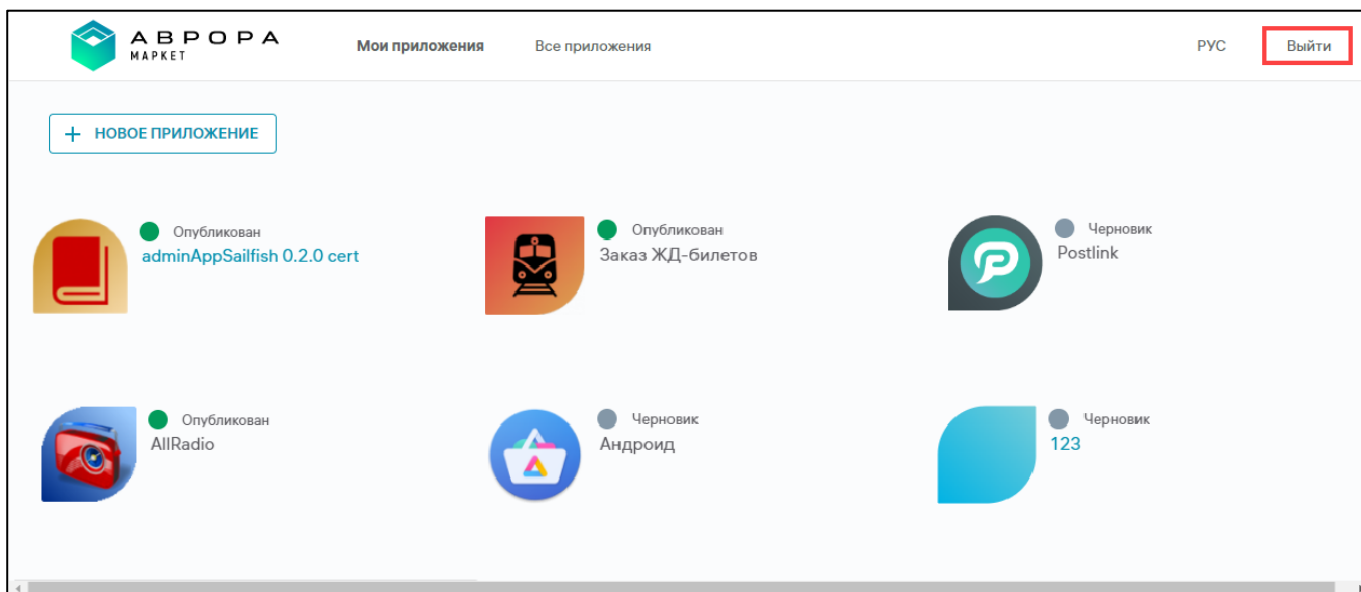 АВРОРА
МАРКЕТ
Мои приложения
Все приложения
РУС
Выйти
+ НОВОЕ ПРИЛОЖЕНИЕ
Опубликован
adminAppSailfish 0.2.0 cert
Опубликован
Заказ ЖД-билетов
Черновик
Postlink
Опубликован
AllRadio
Черновик
Андроид
Черновик
123